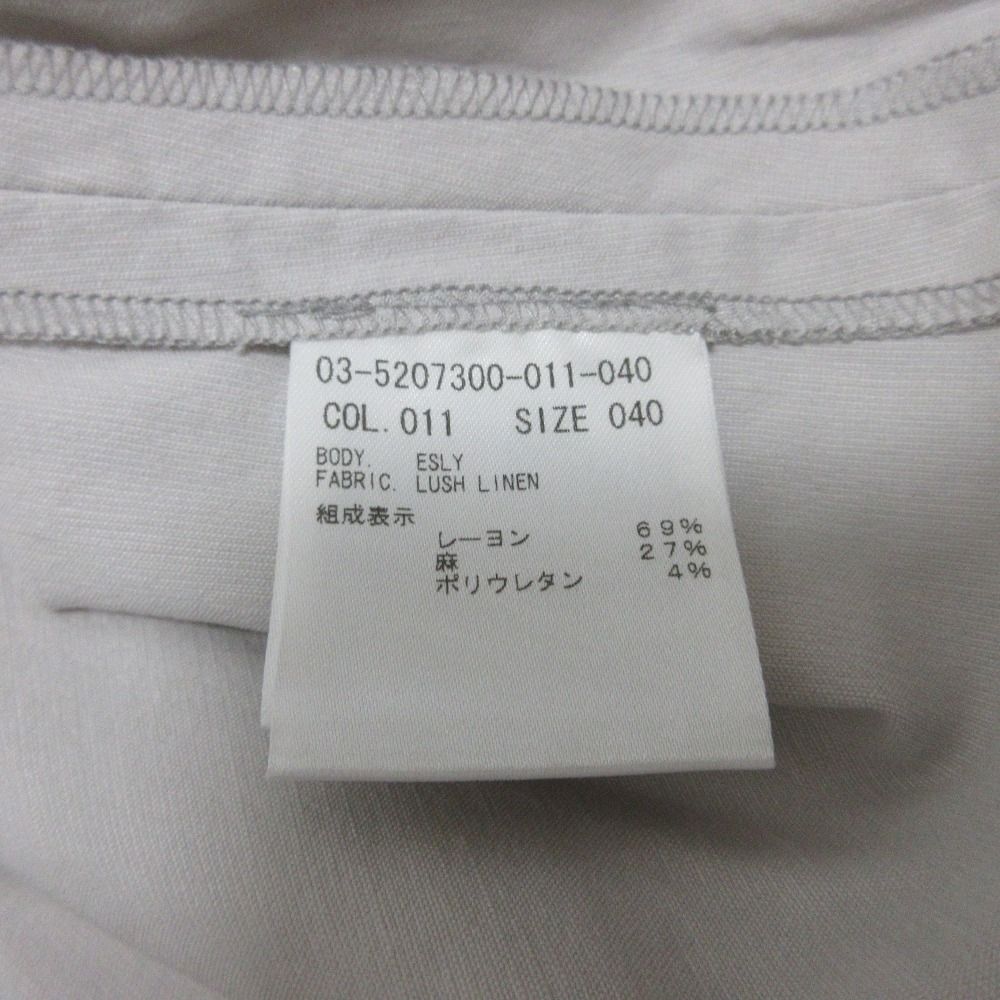 03-5207300-011-040
COL. 011 SIZE 040
BODY. ESLY
FABRIC. LUSH LINEN
組成表示
レーヨン 69%
麻 27%
ポリウレタン 4%